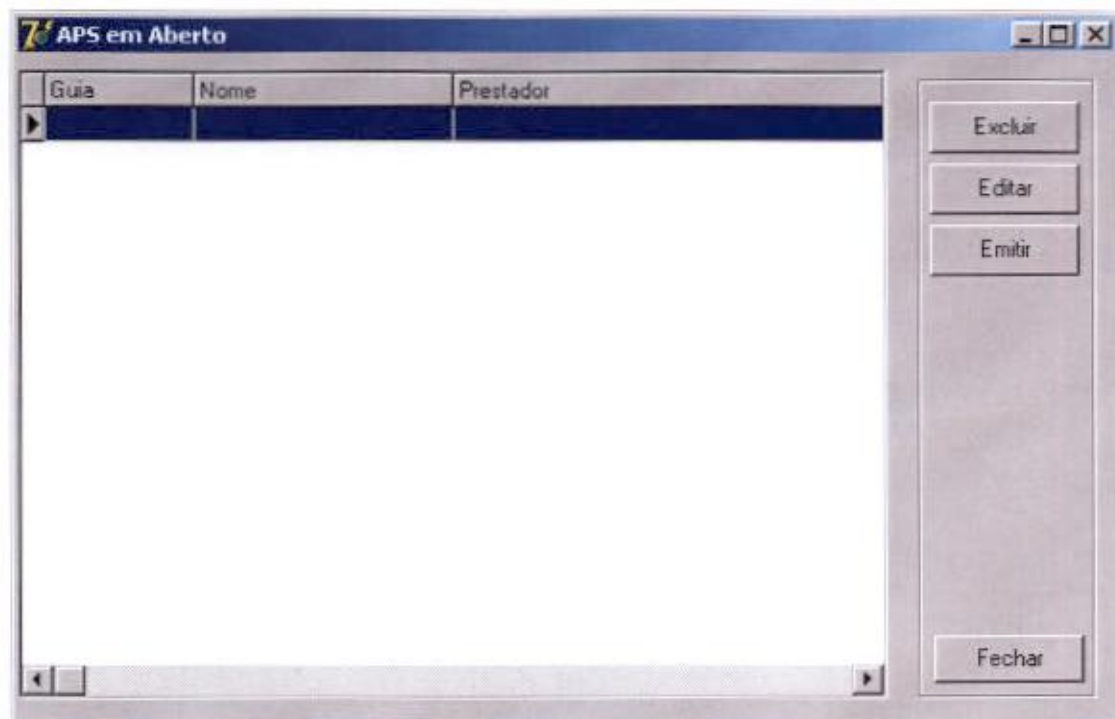 APS em Aberto
Guia Nome Prestador
Excluir
Editar
Emitir
Fechar